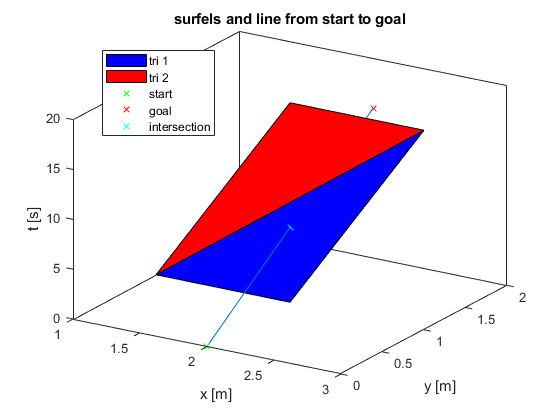 surfels and line from start to goal
tri 1
tri 2
start
goal
intersection
20
15
10
5
0
t [s]
1
1.5
2
2.5
3
x [m]
0
0.5
1
1.5
2
y [m]